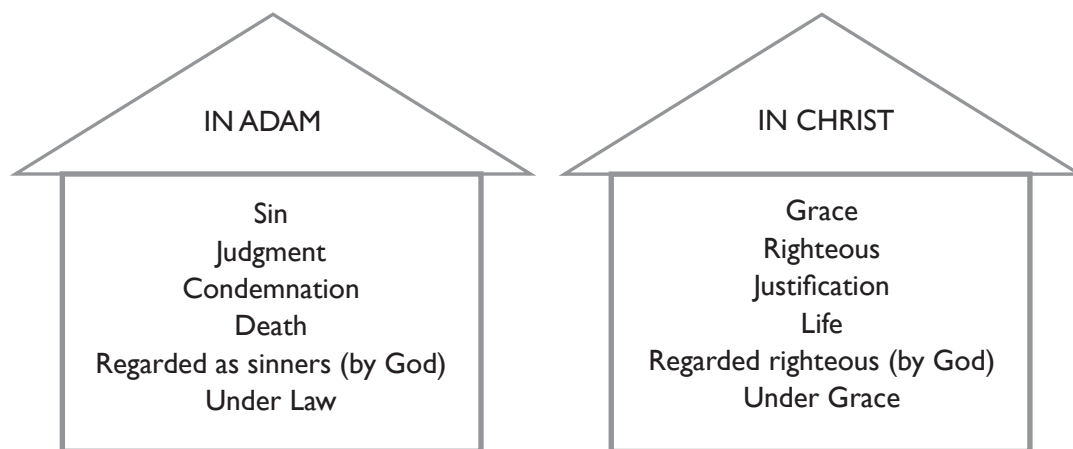 IN ADAM
Sin
Judgment
Condemnation
Death
Regarded as sinners (by God)
Under Law
IN CHRIST
Grace
Righteous
Justification
Life
Regarded righteous (by God)
Under Grace